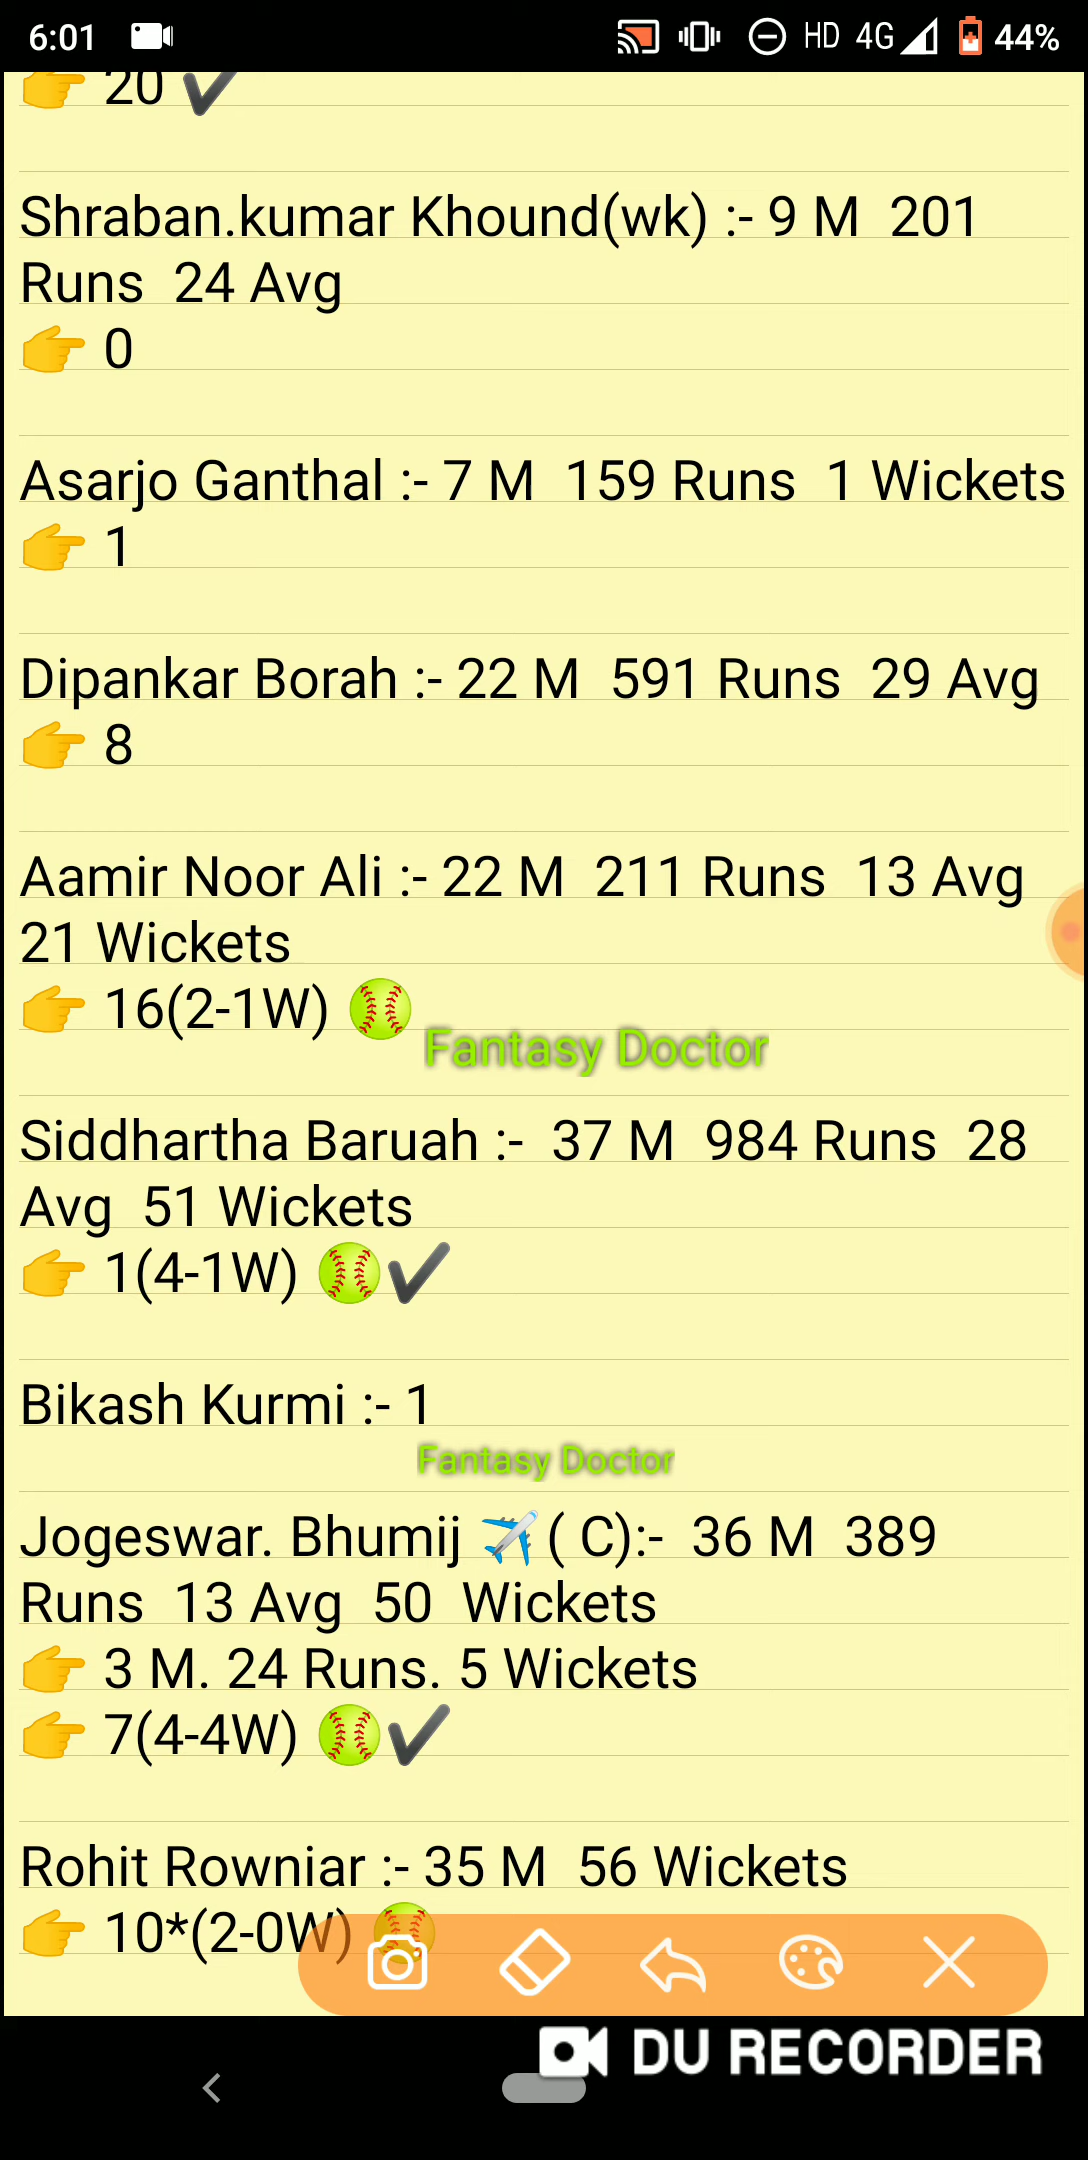 6:01 HD 4G 44%
👉 20 ✔
Shraban.kumar Khound(wk) :- 9 M 201
Runs 24 Avg
👉 0
Asarjo Ganthal :- 7 M 159 Runs 1 Wickets
👉 1
Dipankar Borah :- 22 M 591 Runs 29 Avg
👉 8
Aamir Noor Ali :- 22 M 211 Runs 13 Avg
21 Wickets
👉 16(2-1W) 🥎
Fantasy Doctor
Siddhartha Baruah :- 37 M 984 Runs 28
Avg 51 Wickets
👉 1(4-1W) 🥎✔
Bikash Kurmi :- 1
Fantasy Doctor
Jogeswar. Bhumij ✈️( C):- 36 M 389
Runs 13 Avg 50 Wickets
👉 3 M. 24 Runs. 5 Wickets
👉 7(4-4W) 🥎✔
Rohit Rowniar :- 35 M 56 Wickets
👉 10*(2-0W) 🥎
DU RECORDER